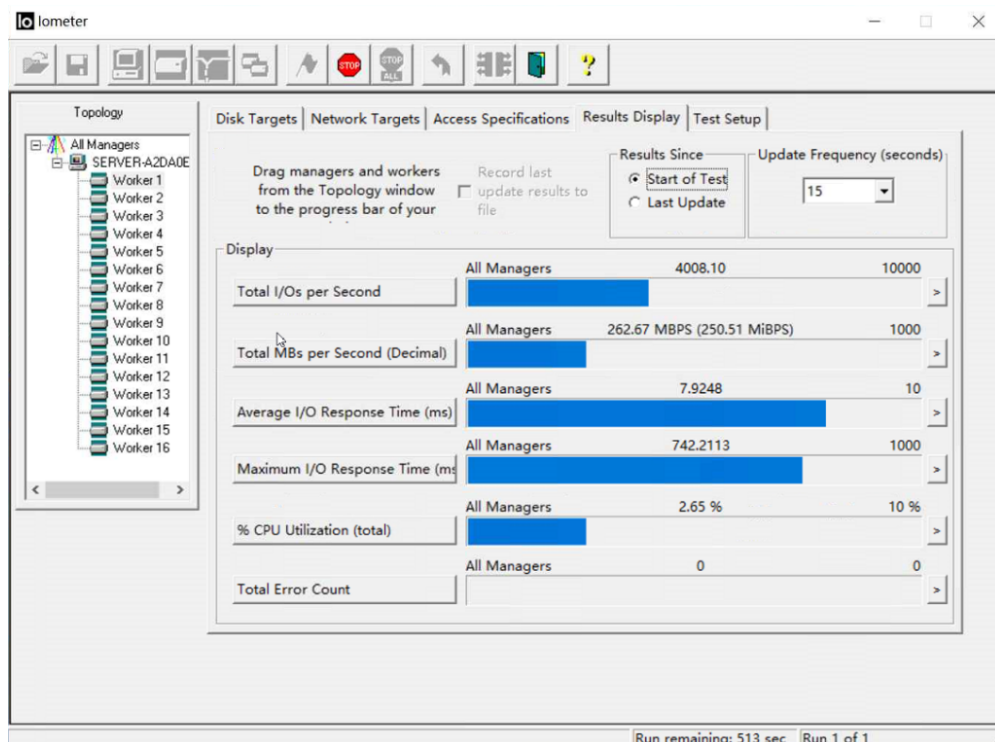 Iometer
STOP
STOP
ALL
Topology
All Managers
SERVER-A2DA0E
Worker 1
Worker 2
Worker 3
Worker 4
Worker 5
Worker 6
Worker 7
Worker 8
Worker 9
Worker 10
Worker 11
Worker 12
Worker 13
Worker 14
Worker 15
Worker 16
Disk Targets
Network Targets
Access Specifications
Results Display
Test Setup
Drag managers and workers
from the Topology window
to the progress bar of your
Record last
update results to
file
Results Since
Start of Test
Last Update
Update Frequency (seconds)
15
Display
All Managers 4008.10 10000
Total I/Os per Second
All Managers 262.67 MBPS (250.51 MiBPS) 1000
Total MBs per Second (Decimal)
All Managers 7.9248 10
Average I/O Response Time (ms)
All Managers 742.2113 1000
Maximum I/O Response Time (ms
All Managers 2.65 % 10 %
% CPU Utilization (total)
All Managers 0 0
Total Error Count
Run remaining: 513 sec Run 1 of 1